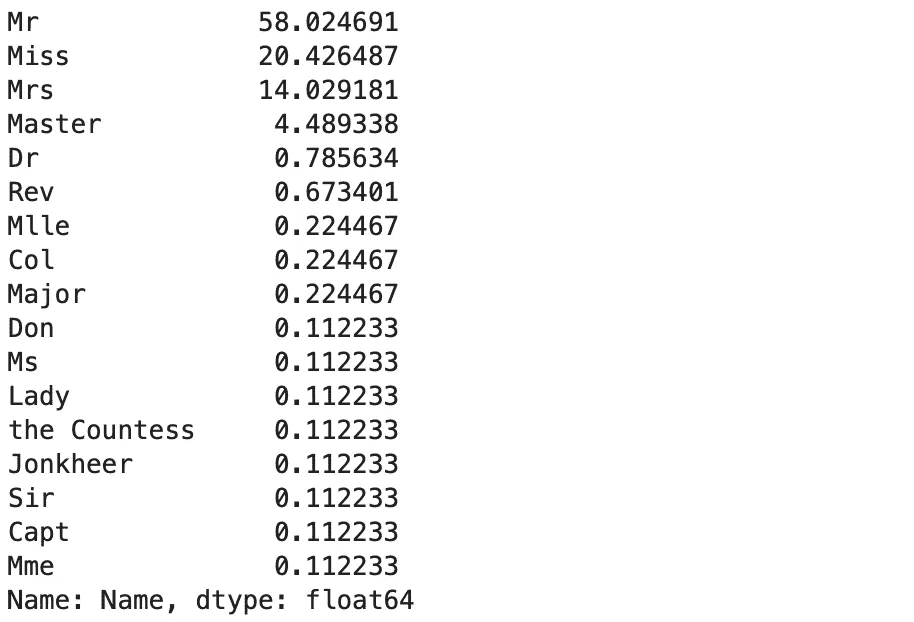 Mr 58.024691
Miss 20.426487
Mrs 14.029181
Master 4.489338
Dr 0.785634
Rev 0.673401
Mlle 0.224467
Col 0.224467
Major 0.224467
Don 0.112233
Ms 0.112233
Lady 0.112233
the Countess 0.112233
Jonkheer 0.112233
Sir 0.112233
Capt 0.112233
Mme 0.112233
Name: Name, dtype: float64